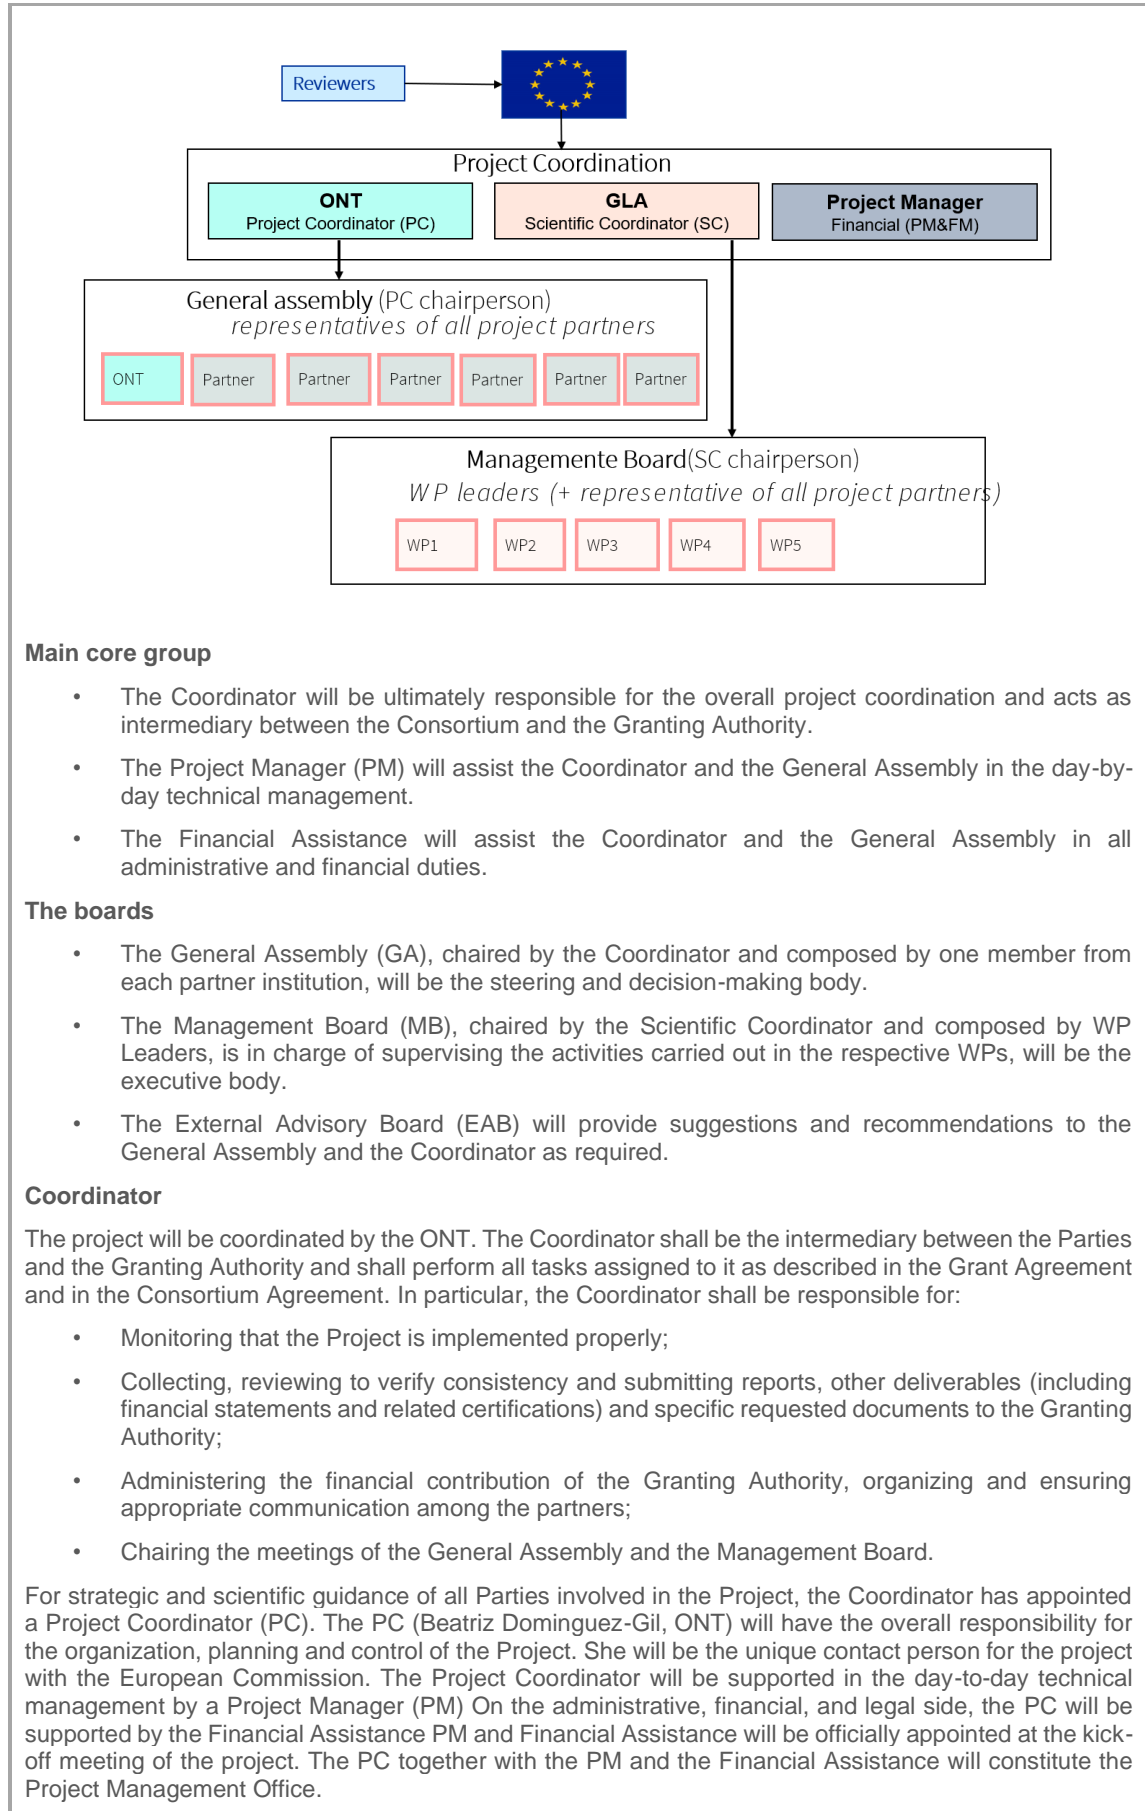 Reviewers
Project Coordination
ONT
Project Coordinator (PC)
GLA
Scientific Coordinator (SC)
Project Manager
Financial (PM&FM)
General assembly (PC chairperson)
representatives of all project partners
ONT
Partner
Partner
Partner
Partner
Partner
Partner
Managemente Board(SC chairperson)
WP leaders (+ representative of all project partners)
WP1
WP2
WP3
WP4
WP5
Main core group
• The Coordinator will be ultimately responsible for the overall project coordination and acts as
intermediary between the Consortium and the Granting Authority.
• The Project Manager (PM) will assist the Coordinator and the General Assembly in the day-by-
day technical management.
• The Financial Assistance will assist the Coordinator and the General Assembly in all
administrative and financial duties.
The boards
• The General Assembly (GA), chaired by the Coordinator and composed by one member from
each partner institution, will be the steering and decision-making body.
• The Management Board (MB), chaired by the Scientific Coordinator and composed by WP
Leaders, is in charge of supervising the activities carried out in the respective WPs, will be the
executive body.
• The External Advisory Board (EAB) will provide suggestions and recommendations to the
General Assembly and the Coordinator as required.
Coordinator
The project will be coordinated by the ONT. The Coordinator shall be the intermediary between the Parties
and the Granting Authority and shall perform all tasks assigned to it as described in the Grant Agreement
and in the Consortium Agreement. In particular, the Coordinator shall be responsible for:
• Monitoring that the Project is implemented properly;
• Collecting, reviewing to verify consistency and submitting reports, other deliverables (including
financial statements and related certifications) and specific requested documents to the Granting
Authority;
• Administering the financial contribution of the Granting Authority, organizing and ensuring
appropriate communication among the partners;
• Chairing the meetings of the General Assembly and the Management Board.
For strategic and scientific guidance of all Parties involved in the Project, the Coordinator has appointed
a Project Coordinator (PC). The PC (Beatriz Dominguez-Gil, ONT) will have the overall responsibility for
the organization, planning and control of the Project. She will be the unique contact person for the project
with the European Commission. The Project Coordinator will be supported in the day-to-day technical
management by a Project Manager (PM) On the administrative, financial, and legal side, the PC will be
supported by the Financial Assistance PM and Financial Assistance will be officially appointed at the kick-
off meeting of the project. The PC together with the PM and the Financial Assistance will constitute the
Project Management Office.